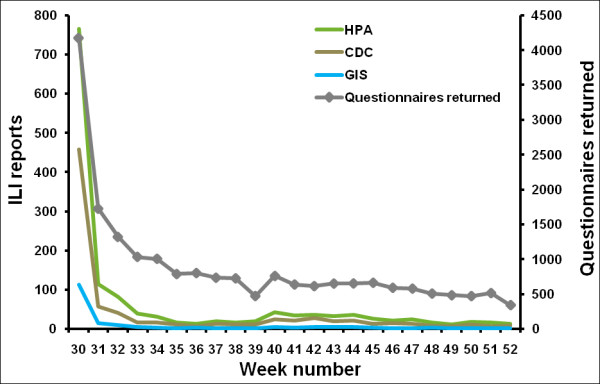 HPA
CDC
GIS
Questionnaires returned
ILI reports
800
700
600
500
400
300
200
100
0
4500
4000
3500
3000
2500
2000
1500
1000
500
0
Questionnaires returned
30 31 32 33 34 35 36 37 38 39 40 41 42 43 44 45 46 47 48 49 50 51 52
Week number